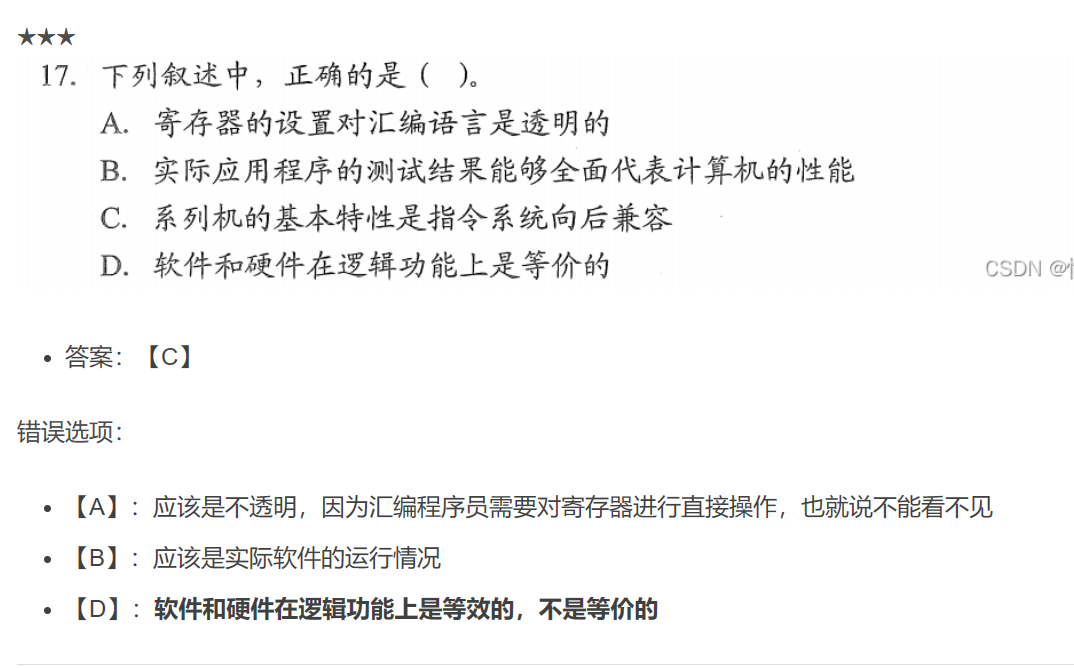 ★★★
17. 下列叙述中，正确的是（ ）。
A. 寄存器的设置对汇编语言是透明的
B. 实际应用程序的测试结果能够全面代表计算机的性能
C. 系列机的基本特性是指令系统向后兼容
D. 软件和硬件在逻辑功能上是等价的
CSDN @
• 答案：【C】
错误选项：
• 【A】：应该是不透明，因为汇编程序员需要对寄存器进行直接操作，也就说不能看不见
• 【B】：应该是实际软件的运行情况
• 【D】：软件和硬件在逻辑功能上是等效的，不是等价的